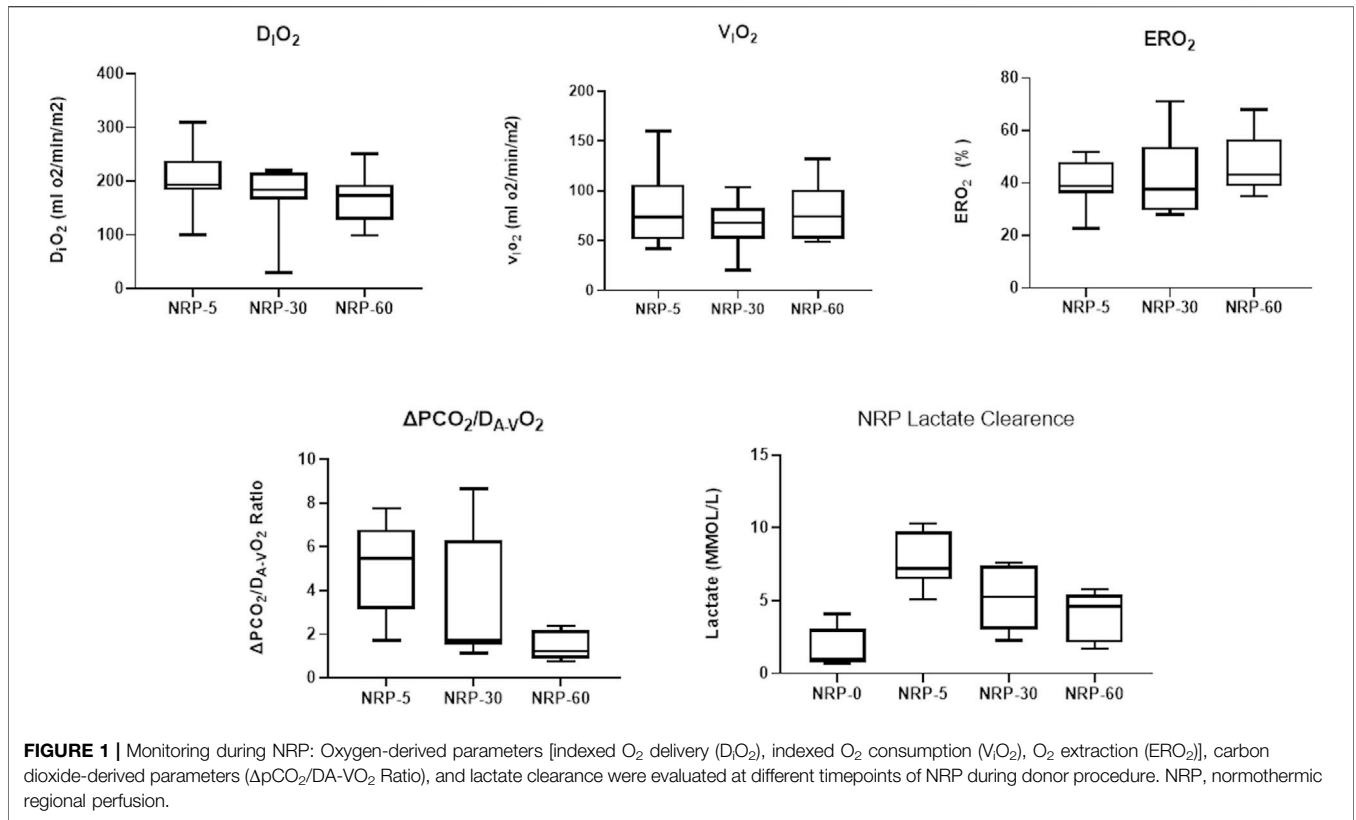 DIO2
VIO2
ERO2
400
300
200
100
0
DiO2 (ml o2/min/m2)
NRP-5 NRP-30 NRP-60
200
150
100
50
0
VIO2 (ml o2/min/m2)
NRP-5 NRP-30 NRP-60
80
60
40
20
0
ERO2 (%)
NRP-5 NRP-30 NRP-60
ΔPCO2/DA-VO2
10
8
6
4
2
0
ΔPCO2/DA-VO2 Ratio
NRP-5 NRP-30 NRP-60
NRP Lactate Clearence
15
10
5
0
Lactate (MMOL/L)
NRP-0 NRP-5 NRP-30 NRP-60
FIGURE 1 | Monitoring during NRP: Oxygen-derived parameters [indexed O2 delivery (DiO2), indexed O2 consumption (ViO2), O2 extraction (ERO2)], carbon
dioxide-derived parameters (ΔpCO2/DA-VO2 Ratio), and lactate clearance were evaluated at different timepoints of NRP during donor procedure. NRP, normothermic
regional perfusion.